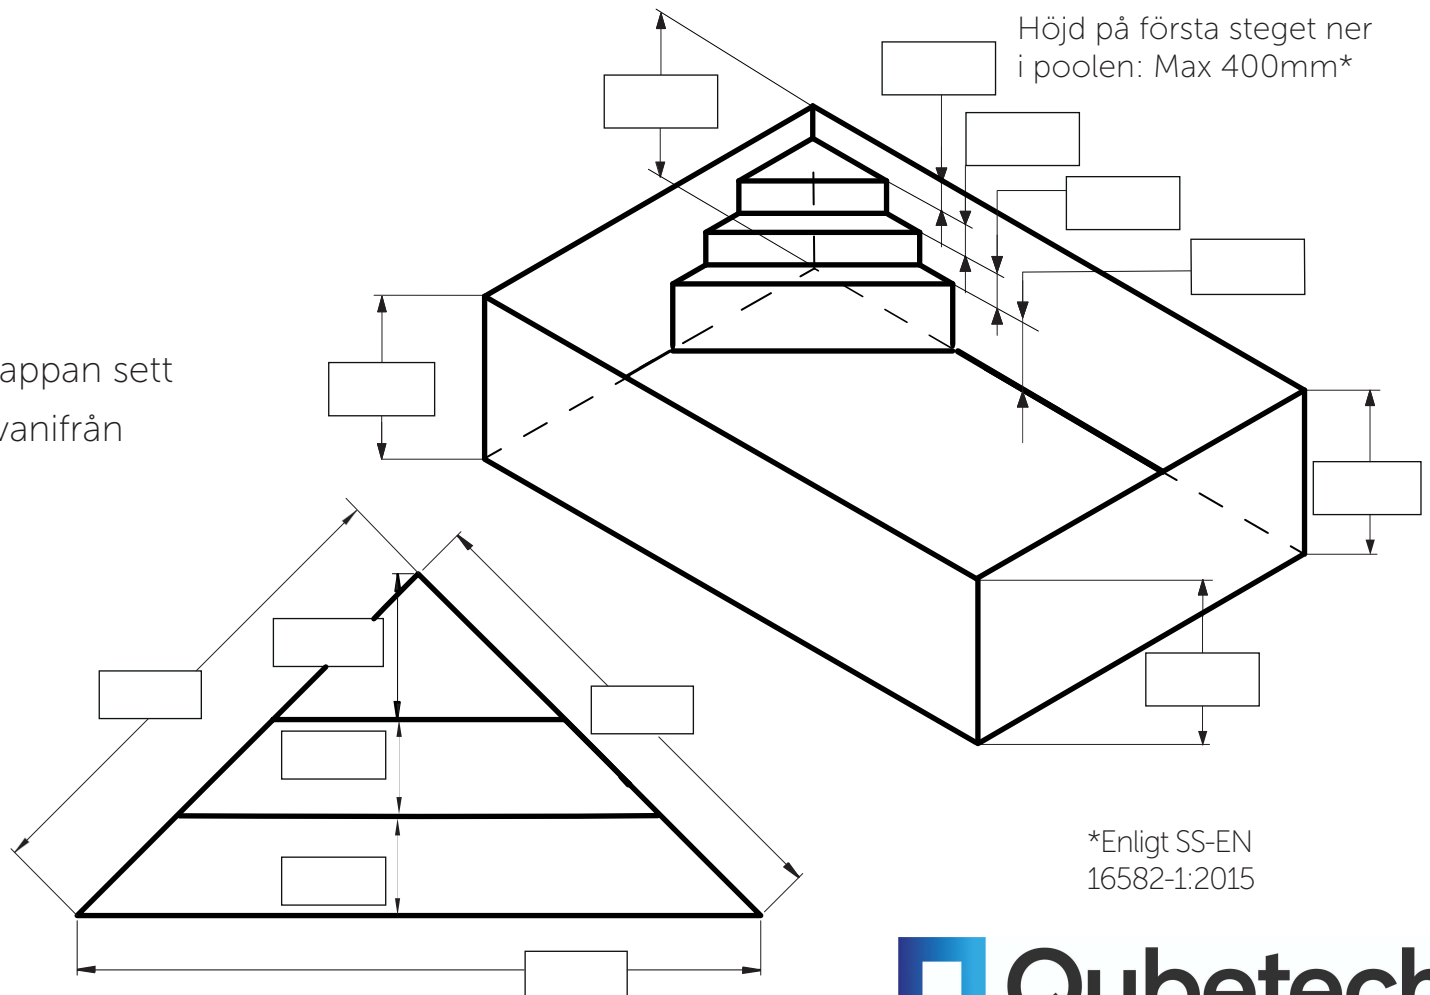 Höjd på första steget ner
i poolen: Max 400mm*
appan sett
vanifrån
*Enligt SS-EN
16582-1:2015
Qubetech